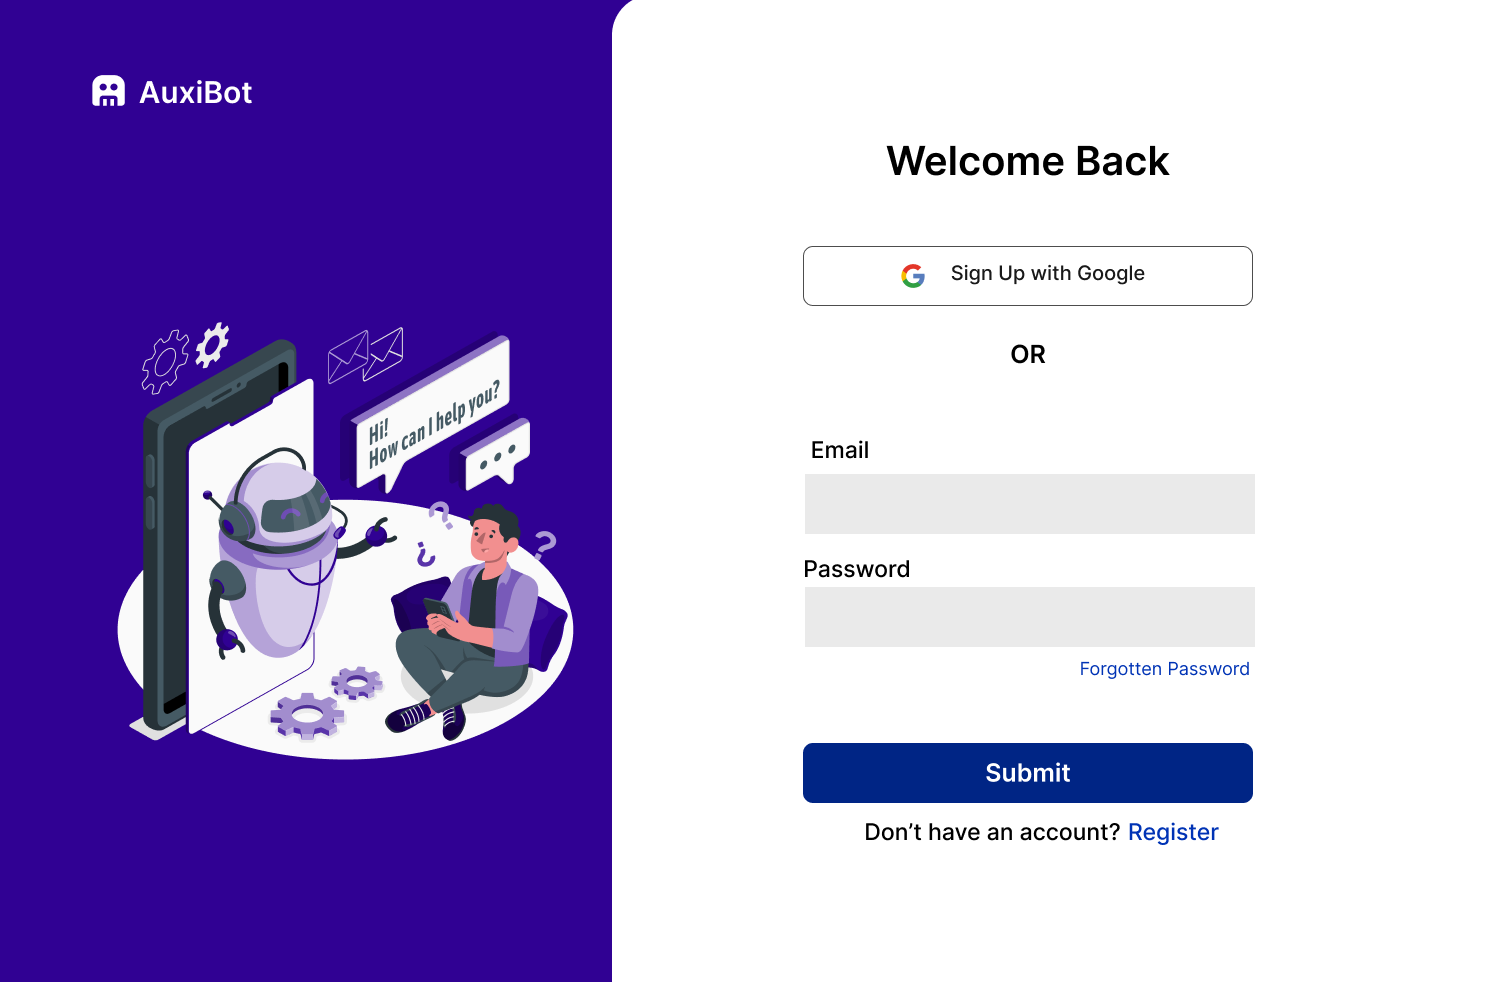 AuxiBot
Hi!
How can I help you?
?
?
?
Welcome Back
Sign Up with Google
OR
Email
Password
Forgotten Password
Submit
Don’t have an account? Register